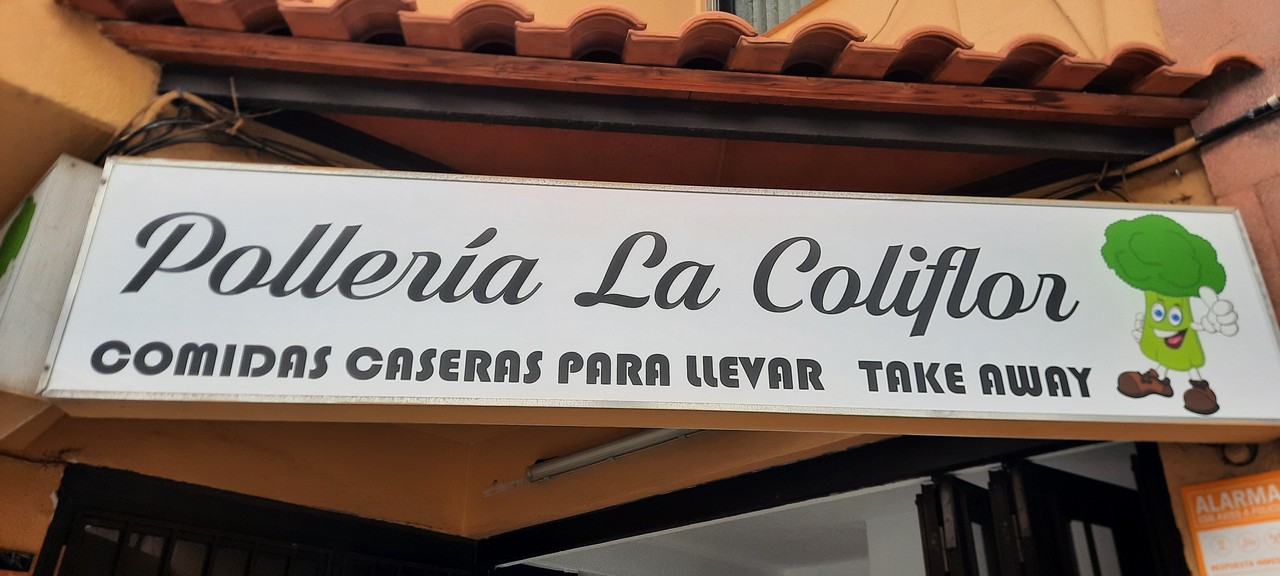 Pollería La Coliflor
COMIDAS CASERAS PARA LLEVAR TAKE AWAY
ALARMA